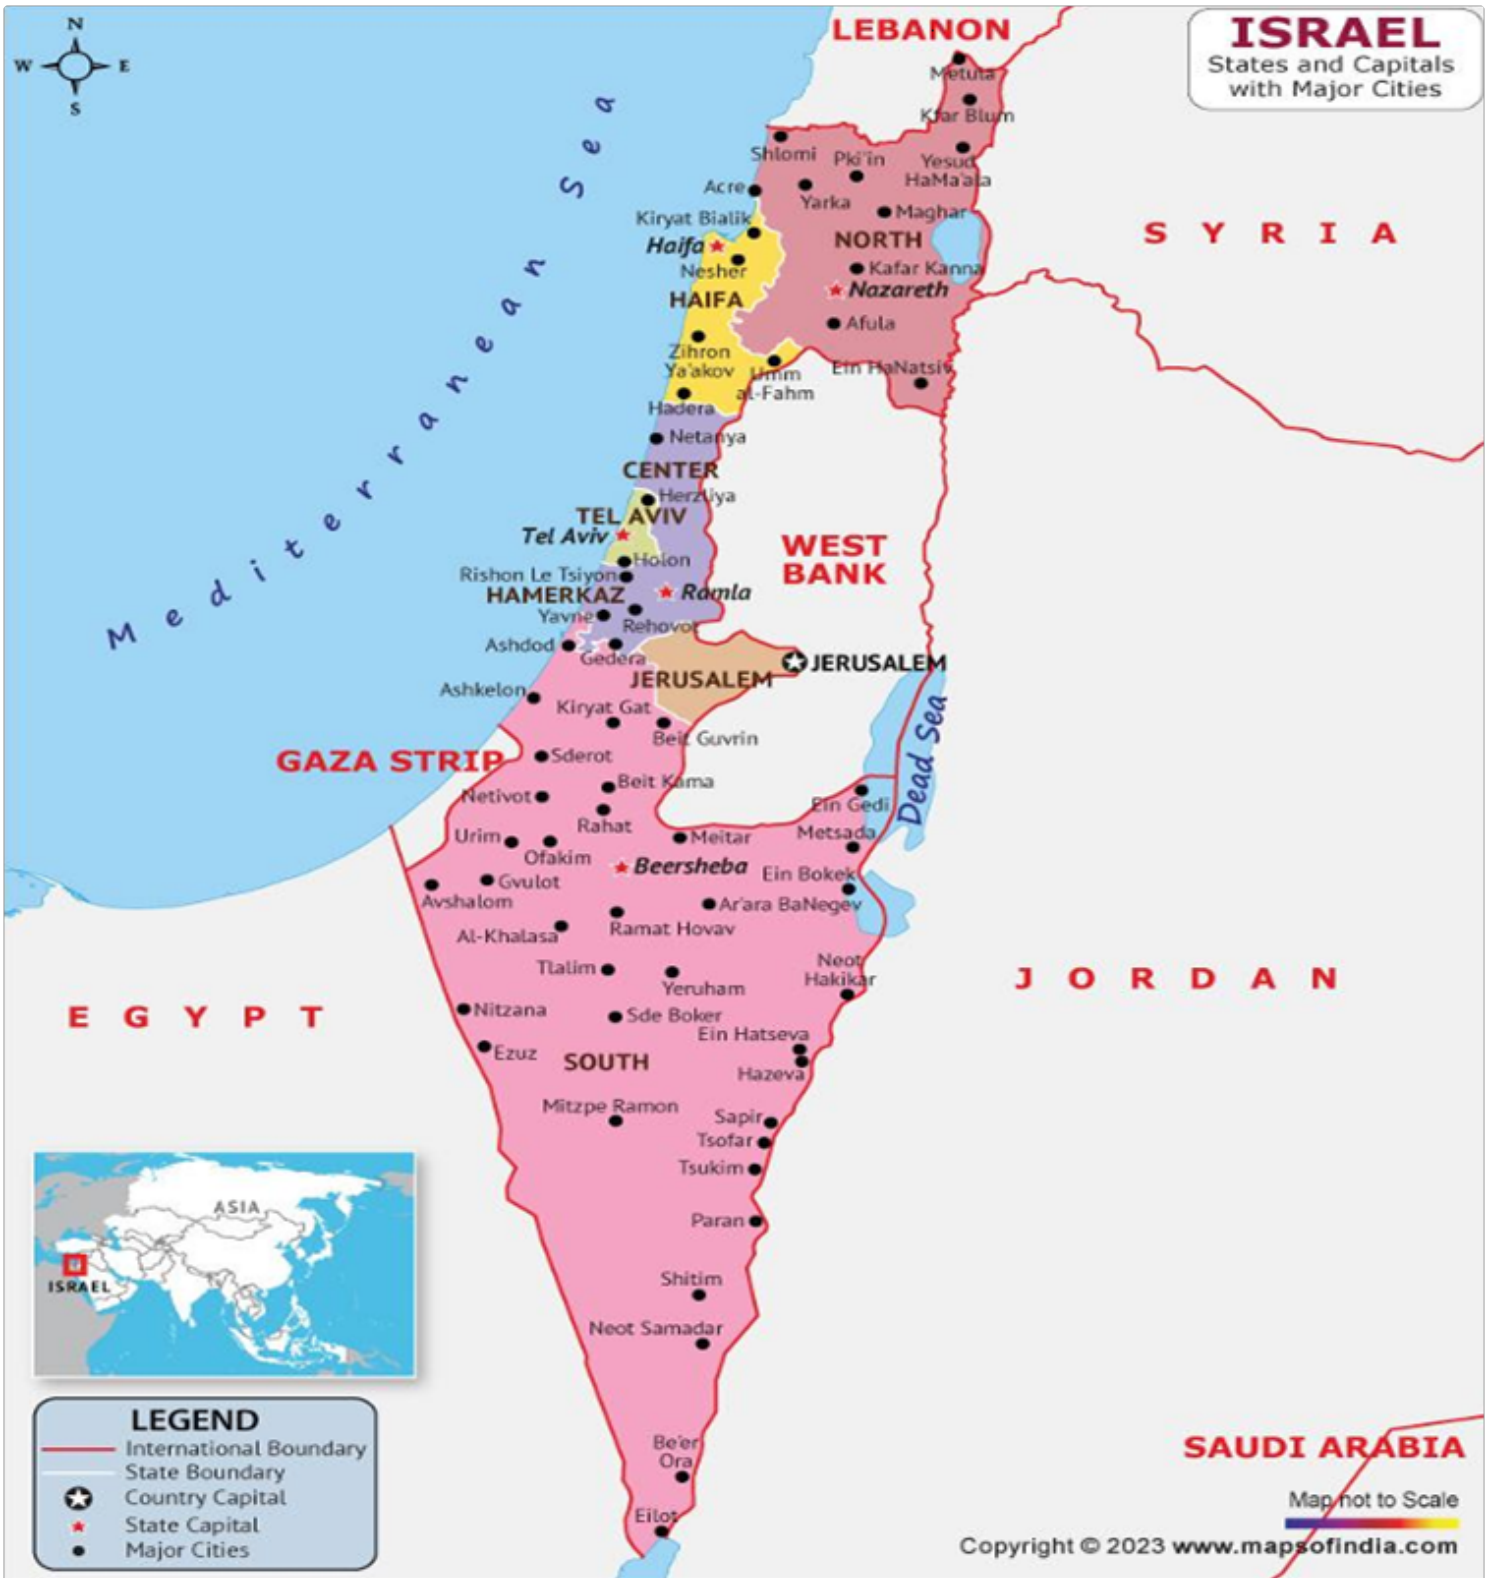 N
W E
S
LEBANON
ISRAEL
States and Capitals
with Major Cities
Metula
Kfar Blum
Shlomi
Pki'in
Yesud
HaMa'ala
Acre
Yarka
Maghar
Kiryat Bialik
NORTH
SYRIA
Haifa
Nesher
Kafar Kanna
Nazareth
HAIFA
Afula
Zihron
Ya'akov
Umm
al-Fahm
Ein HaNatsiv
Hadera
Mediterranean Sea
Netanya
CENTER
Herzliya
TEL AVIV
Tel Aviv
WEST
BANK
Holon
Rishon Le Tsiyon
HAMERKAZ
Ramla
Yavne
Rehovot
Ashdod
Gedera
JERUSALEM
JERUSALEM
Ashkelon
Kiryat Gat
Beit Guvrin
Dead Sea
GAZA STRIP
Sderot
Beit Kama
Netivot
Ein Gedi
Rahat
Urim
Meitar
Metsada
Ofakim
Beersheba
Ein Bokek
Gvulot
Avshalom
Ar'ara BaNegev
Al-Khalasa
Ramat Hovav
Tlalim
Yeruham
Neot
Hakikar
JORDAN
EGYPT
Nitzana
Sde Boker
Ein Hatseva
Ezuz
SOUTH
Hazeva
Mitzpe Ramon
Sapir
Tsofar
Tsukim
Paran
ASIA
ISRAEL
Shitim
Neot Samadar
Be'er
Ora
Eilot
LEGEND
International Boundary
State Boundary
Country Capital
State Capital
Major Cities
SAUDI ARABIA
Map not to Scale
Copyright © 2023 www.mapsofindia.com